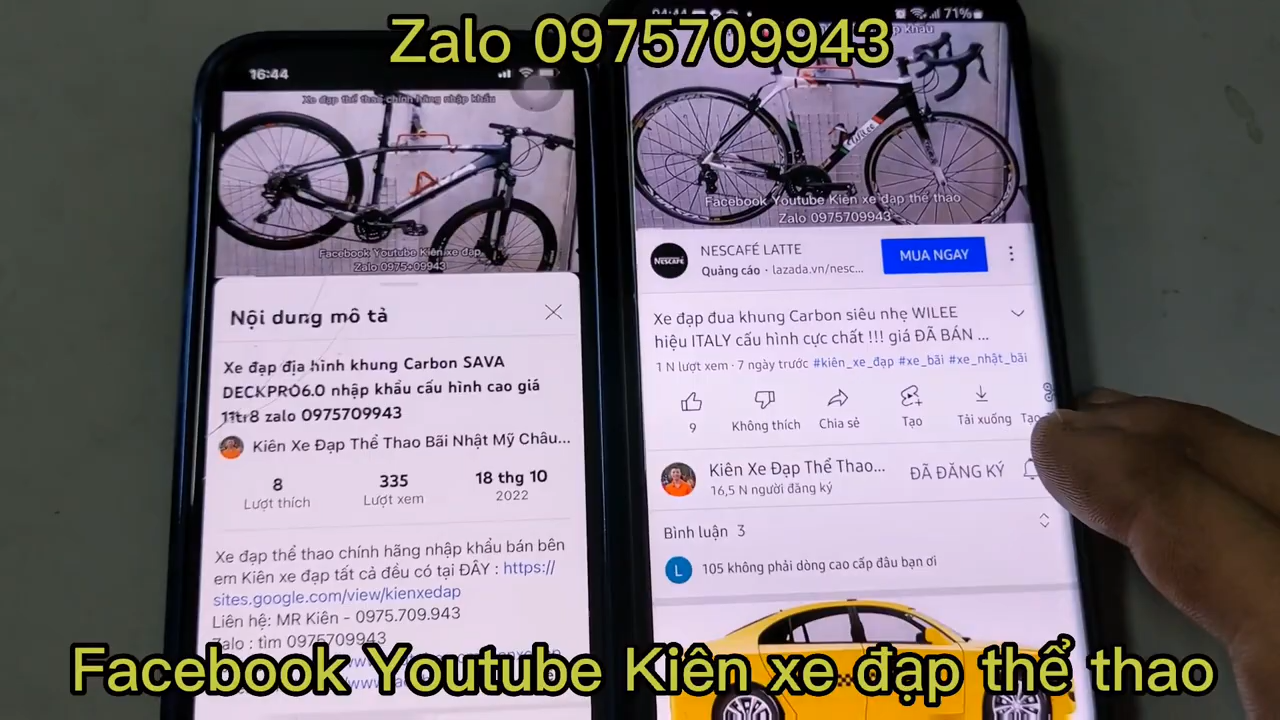 Zalo 0975709943
16:44
Xe đạp thể thao chính hãng nhập khẩu
Facebook Youtube Kiên xe đạp
Nội dung mô tả
Xe đạp địa hình khung Carbon SAVA
DECKPRO6.0 nhập khẩu cấu hình cao giá
11tr8 zalo 0975709943
Kiên Xe Đạp Thể Thao Bãi Nhật Mỹ Châu...
8
335
18 thg 10
Lượt thích
Lượt xem
2022
Xe đạp thể thao chính hãng nhập khẩu bán bên
em Kiên xe đạp tất cả đều có tại ĐÂY : https://
sites.google.com/view/kienxedap
Liên hệ: MR Kiên - 0975.709.943
Zalo : tìm 0975709943
71%
Facebook Youtube Kiên xe đạp thể thao
Zalo 0975709943
NESCAFÉ
NESCAFÉ LATTE
Quảng cáo · lazada.vn/nesc...
MUA NGAY
Xe đạp đua khung Carbon siêu nhẹ WILEE
hiệu ITALY cấu hình cực chất !!! giá ĐÃ BÁN ...
1 N lượt xem · 7 ngày trước #kiên_xe_đạp #xe_bãi #xe_nhật_bãi
9
Không thích
Chia sẻ
Tạo
Tải xuống
Tạo
Kiên Xe Đạp Thể Thao...
16,5 N người đăng ký
ĐÃ ĐĂNG KÝ
Bình luận 3
L
105 không phải dòng cao cấp đâu bạn ơi
Facebook Youtube Kiên xe đạp thể thao